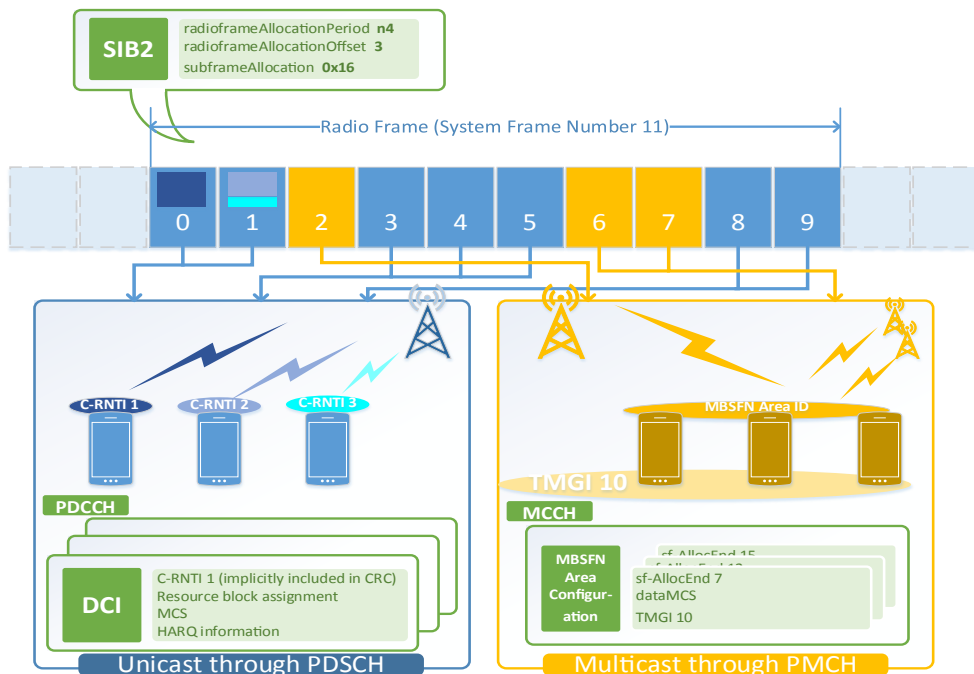 SIB2
radioframeAllocationPeriod n4
radioframeAllocationOffset 3
subframeAllocation 0x16
Radio Frame (System Frame Number 11)
0 1 2 3 4 5 6 7 8 9
C-RNTI 1
C-RNTI 2
C-RNTI 3
MBSFN Area ID
TMGI 10
PDCCH
DCI
C-RNTI 1 (implicitly included in CRC)
Resource block assignment
MCS
HARQ information
Unicast through PDSCH
MCCH
MBSFN
Area
Configur-
ation
sf-AllocEnd 15
sf-AllocEnd 7
dataMCS
TMGI 10
Multicast through PMCH